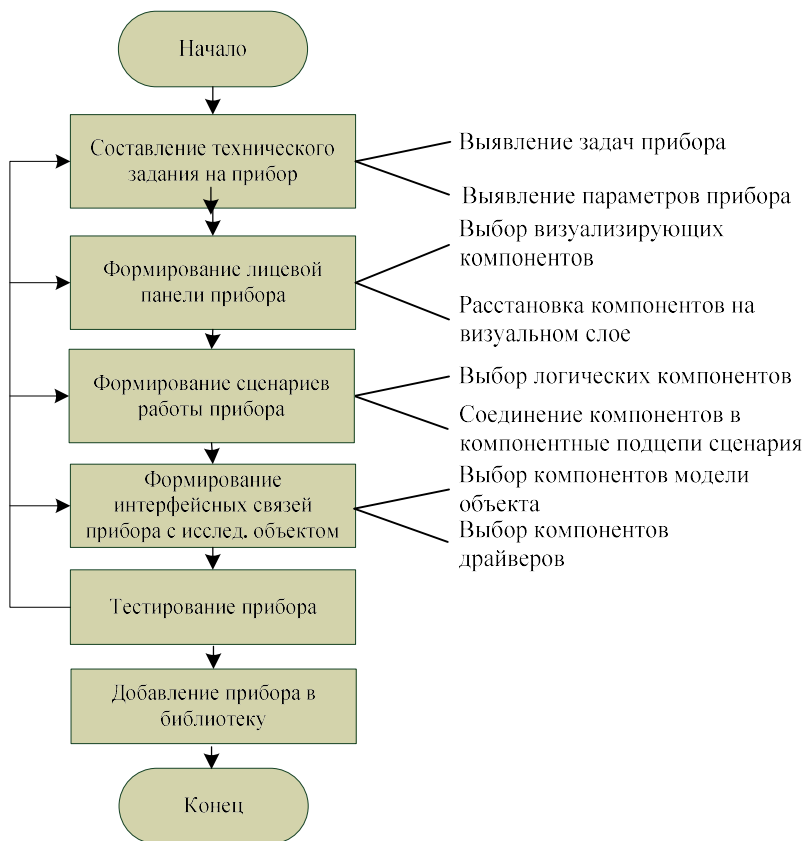 Начало
Составление технического
задания на прибор
Выявление задач прибора
Выявление параметров прибора
Формирование лицевой
панели прибора
Выбор визуализирующих
компонентов
Расстановка компонентов на
визуальном слое
Формирование сценариев
работы прибора
Выбор логических компонентов
Соединение компонентов в
компонентные подцепи сценария
Формирование
интерфейсных связей
прибора с исслед. объектом
Выбор компонентов модели
объекта
Выбор компонентов
драйверов
Тестирование прибора
Добавление прибора в
библиотеку
Конец